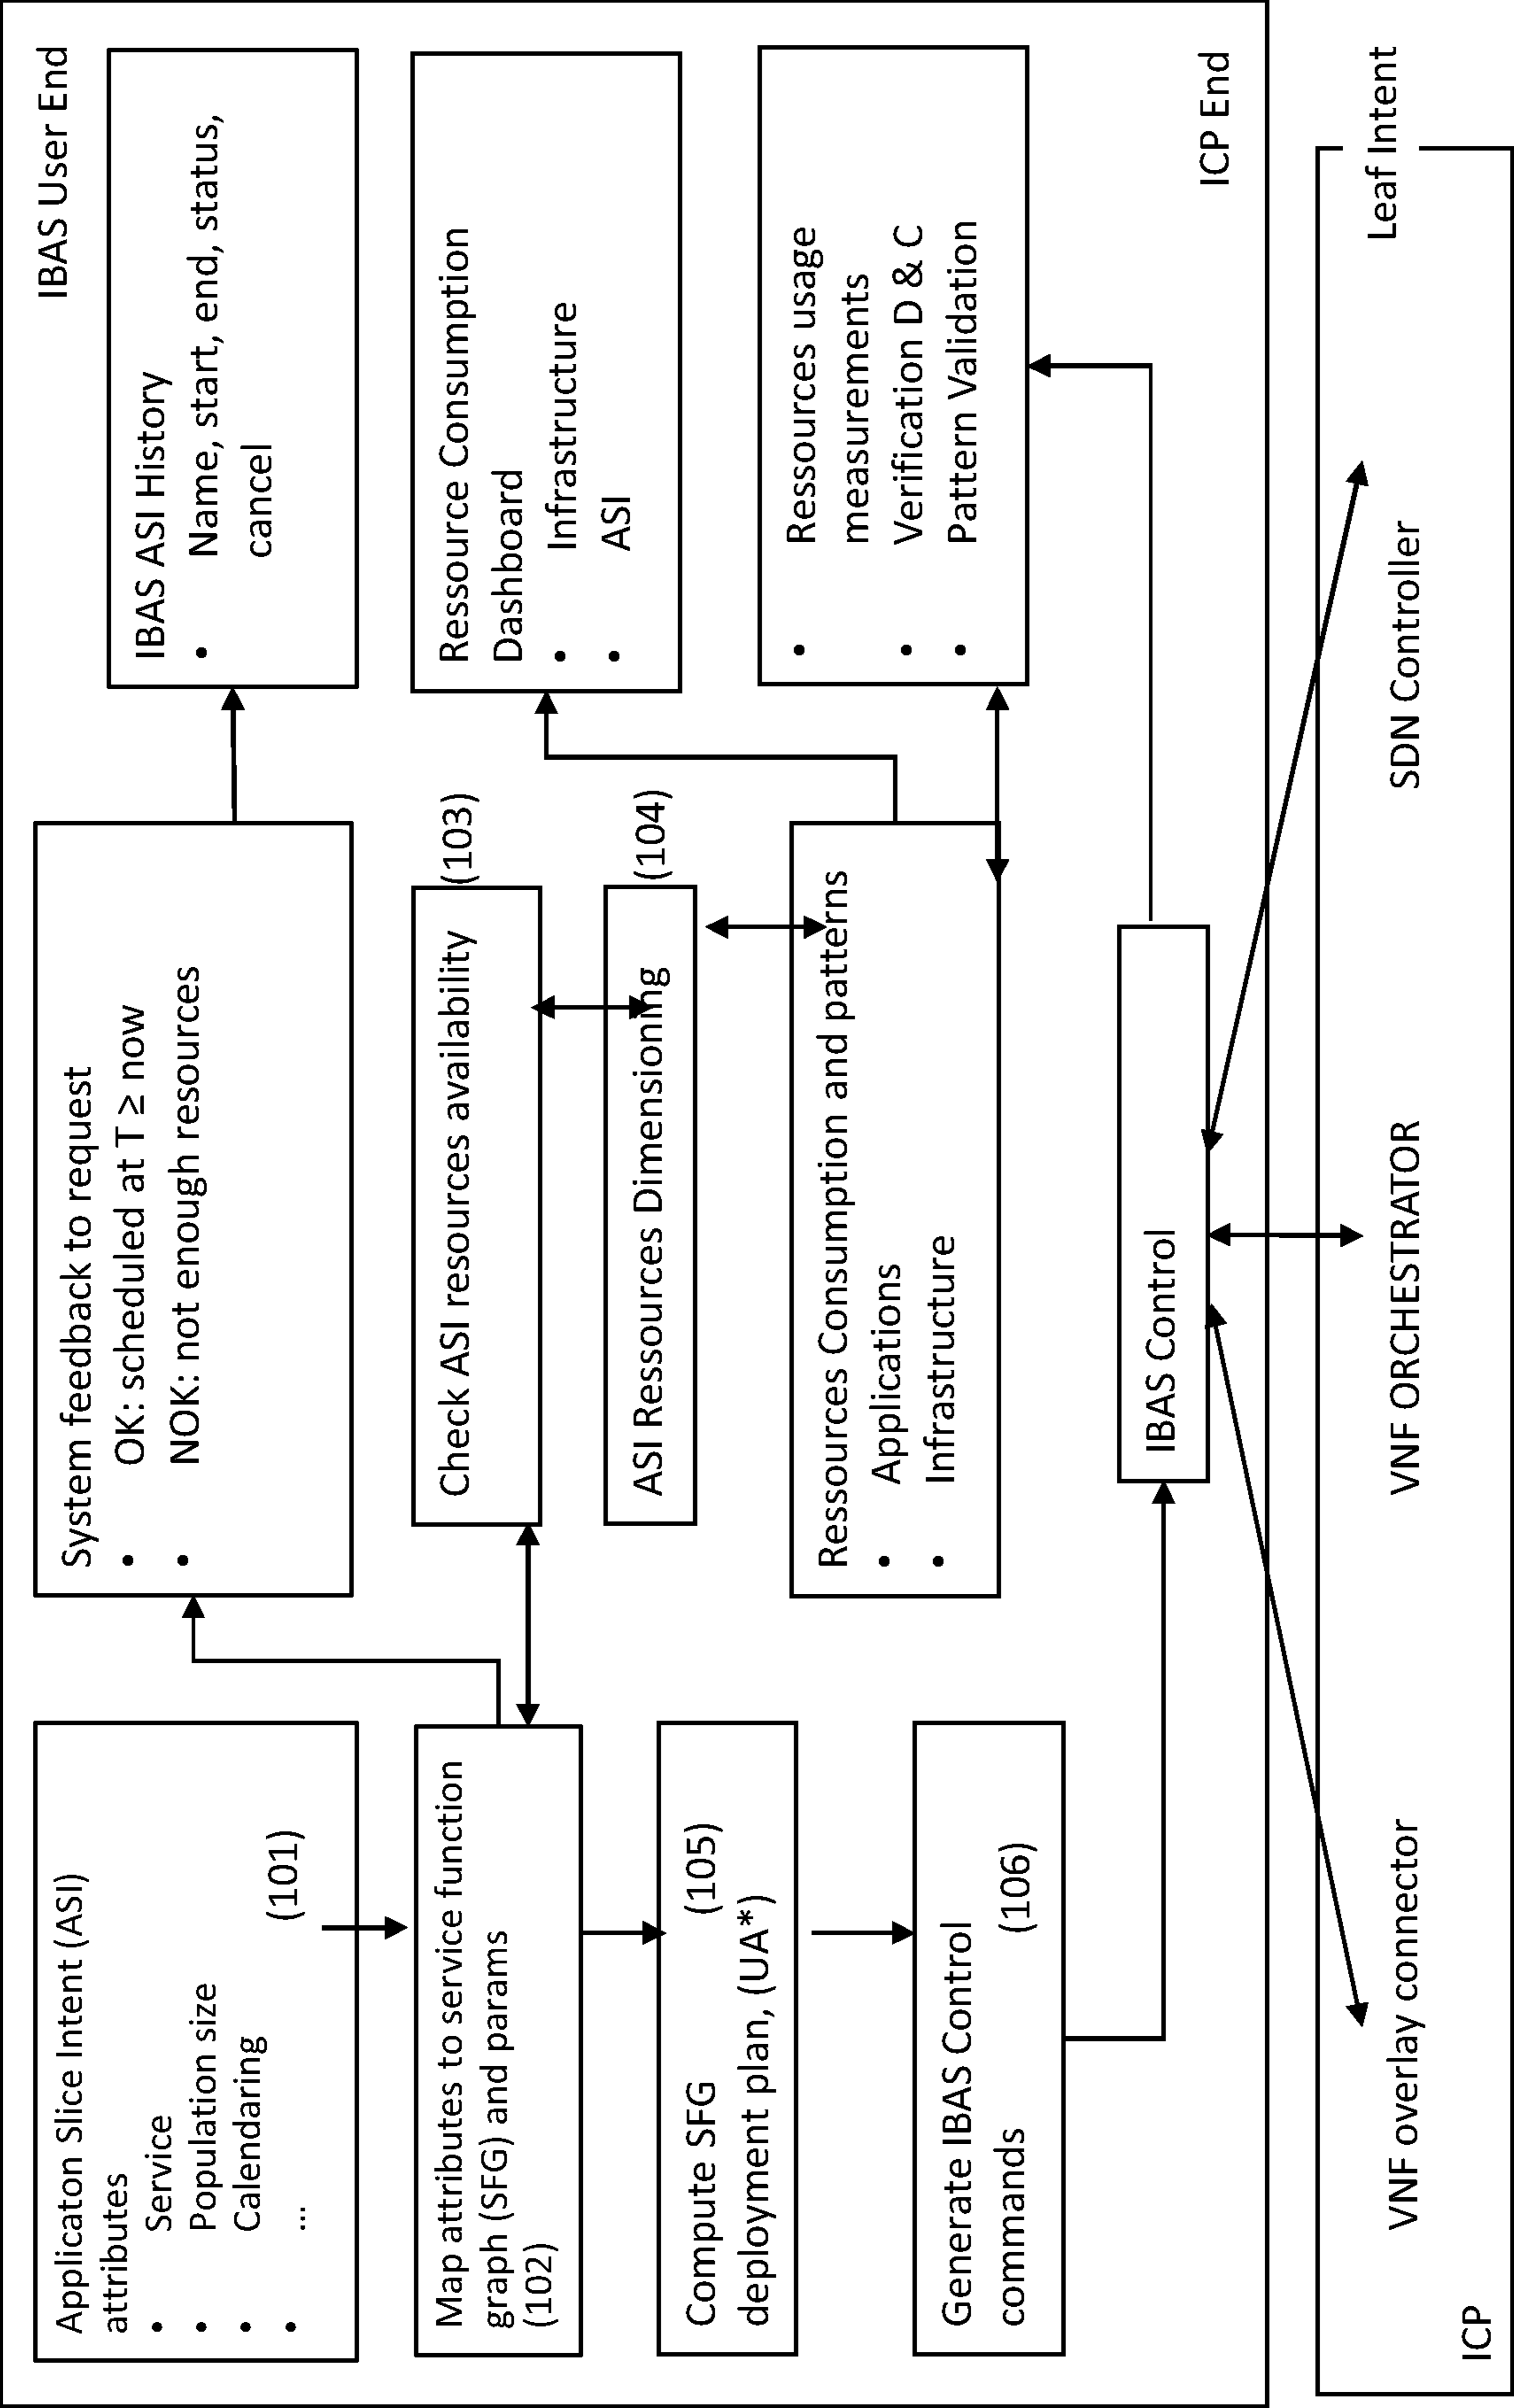 IBAS User End
Applicaton Slice Intent (ASI)
attributes
• Service
• Population size
• Calendaring
• ...
(101)
System feedback to request
• OK: scheduled at T ≥ now
• NOK: not enough resources
IBAS ASI History
• Name, start, end, status,
cancel
Map attributes to service function
graph (SFG) and params
(102)
Check ASI resources availability
(103)
Ressource Consumption
Dashboard
• Infrastructure
• ASI
ASI Ressources Dimensioning
(104)
Compute SFG
(105)
deployment plan, (UA*)
Ressources Consumption and patterns
• Applications
• Infrastructure
• Ressources usage
measurements
• Verification D & C
• Pattern Validation
Generate IBAS Control
commands
(106)
IBAS Control
ICP End
Leaf Intent
VNF overlay connector
VNF ORCHESTRATOR
SDN Controller
ICP